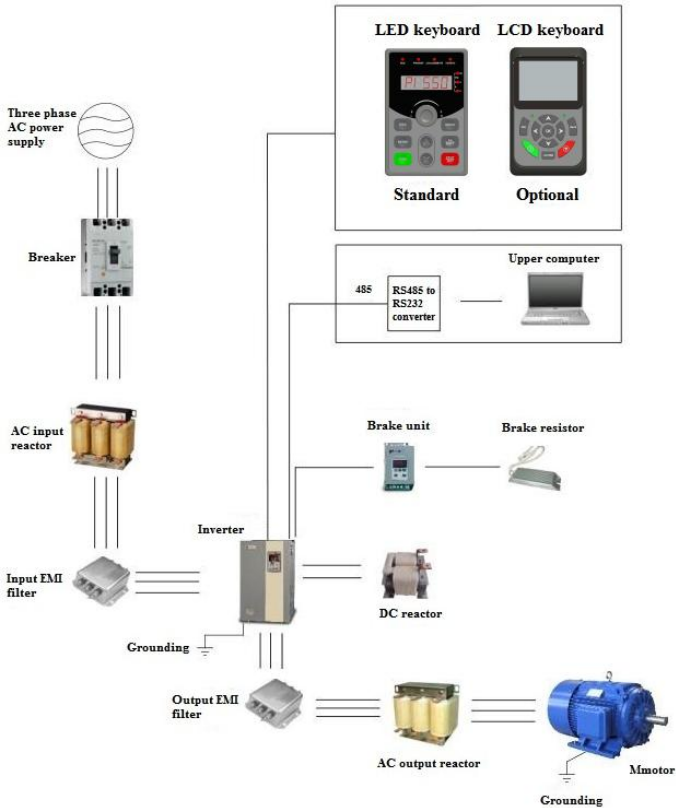 LED keyboard
LCD keyboard
PI 550
Standard
Optional
Three phase
AC power
supply
Breaker
Upper computer
485
RS485 to
RS232
converter
AC input
reactor
Brake unit
Brake resistor
Inverter
Input EMI
filter
DC reactor
Grounding
Output EMI
filter
AC output reactor
Mmotor
Grounding